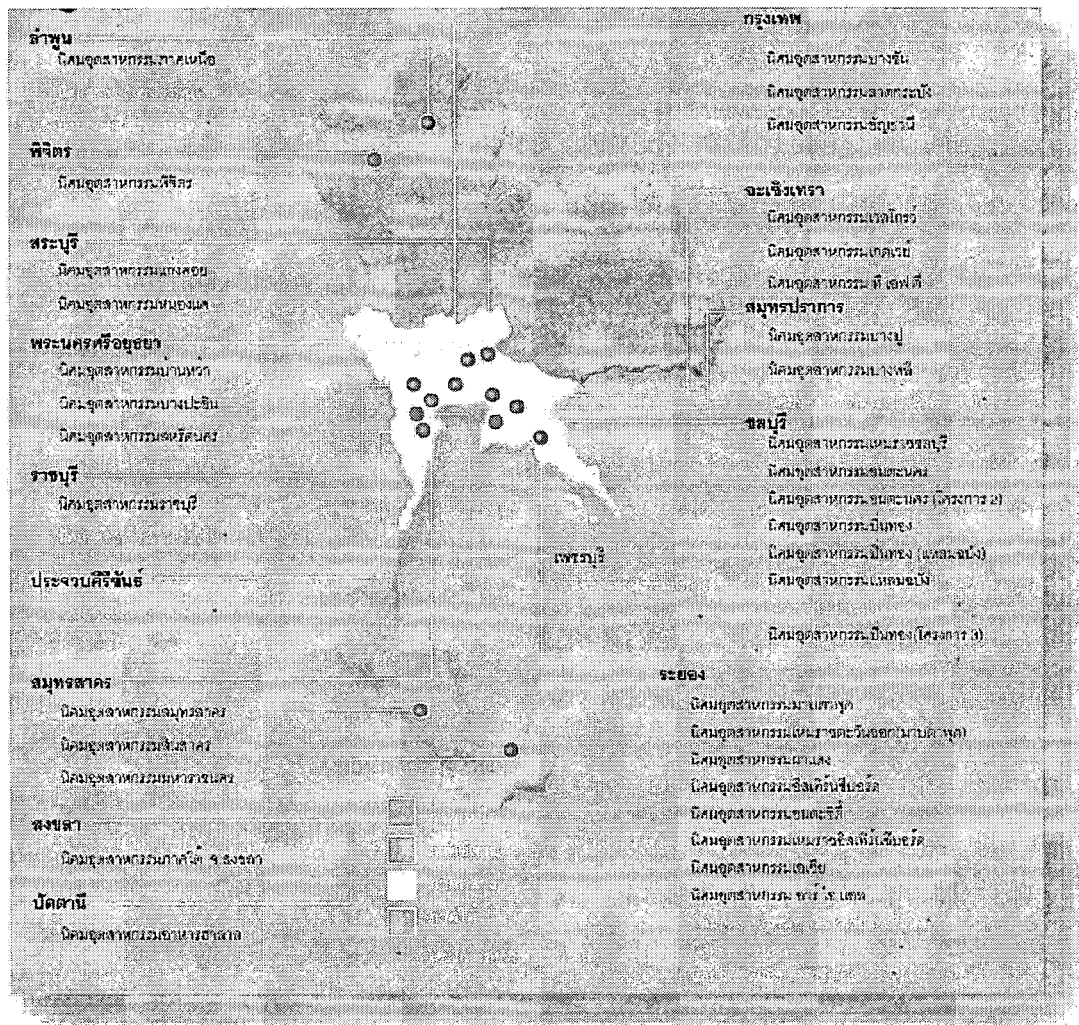 ลำพูน
นิคมอุตสาหกรรมภาคเหนือ
พิจิตร
นิคมอุตสาหกรรมพิจิตร
สระบุรี
นิคมอุตสาหกรรมแก่งคอย
นิคมอุตสาหกรรมหนองแค
พระนครศรีอยุธยา
นิคมอุตสาหกรรมบ้านหว้า
นิคมอุตสาหกรรมบางปะอิน
นิคมอุตสาหกรรมสหรัตนนคร
ราชบุรี
นิคมอุตสาหกรรมราชบุรี
ประจวบคีรีขันธ์
สมุทรสาคร
นิคมอุตสาหกรรมสมุทรสาคร
นิคมอุตสาหกรรมสินสาคร
นิคมอุตสาหกรรมมหาราชนคร
สงขลา
นิคมอุตสาหกรรมภาคใต้ จ.สงขลา
ปัตตานี
นิคมอุตสาหกรรมอาหารฮาลาล
เพชรบุรี
กรุงเทพ
นิคมอุตสาหกรรมบางชัน
นิคมอุตสาหกรรมลาดกระบัง
นิคมอุตสาหกรรมอัญธานี
ฉะเชิงเทรา
นิคมอุตสาหกรรมเวลโกรว์
นิคมอุตสาหกรรมเกตเวย์
นิคมอุตสาหกรรม ที เอฟ ดี
สมุทรปราการ
นิคมอุตสาหกรรมบางปู
นิคมอุตสาหกรรมบางพลี
ชลบุรี
นิคมอุตสาหกรรมเหมราชชลบุรี
นิคมอุตสาหกรรมอมตะนคร
นิคมอุตสาหกรรมอมตะนคร (โครงการ 2)
นิคมอุตสาหกรรมปิ่นทอง
นิคมอุตสาหกรรมปิ่นทอง (แหลมฉบัง)
นิคมอุตสาหกรรมแหลมฉบัง
นิคมอุตสาหกรรมปิ่นทอง(โครงการ 3)
ระยอง
นิคมอุตสาหกรรมมาบตาพุด
นิคมอุตสาหกรรมเหมราชตะวันออก(มาบตาพุด)
นิคมอุตสาหกรรมผาแดง
นิคมอุตสาหกรรมอีสเทิร์นซีบอร์ด
นิคมอุตสาหกรรมอมตะซิตี้
นิคมอุตสาหกรรมเหมราชอีสเทิร์นซีบอร์ด
นิคมอุตสาหกรรมเอเซีย
นิคมอุตสาหกรรม อาร์ ไอ แอล